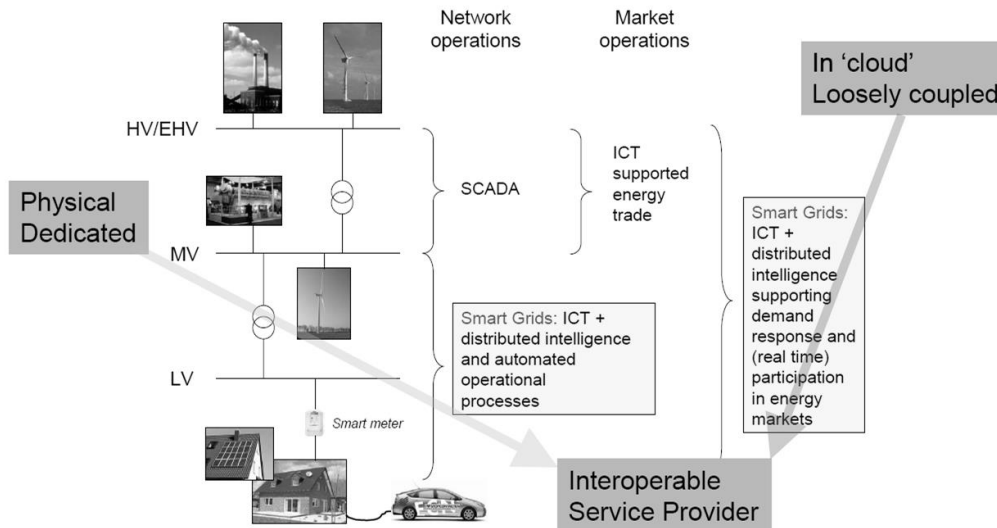 Network
operations
Market
operations
In 'cloud'
Loosely coupled
HV/EHV
SCADA
ICT
supported
energy
trade
Physical
Dedicated
MV
Smart Grids:
ICT +
distributed
intelligence
supporting
demand
response and
(real time)
participation
in energy
markets
Smart Grids: ICT +
distributed intelligence
and automated
operational
processes
LV
Smart meter
Interoperable
Service Provider